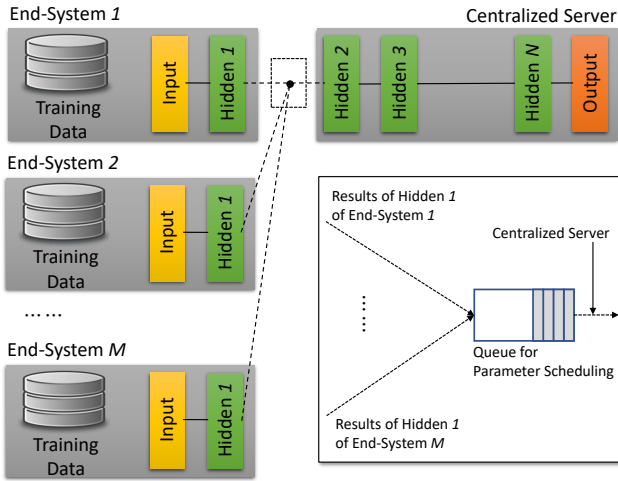 End-System 1
Training
Data
Input
Hidden 1
Centralized Server
Hidden 2
Hidden 3
Hidden N
Output
End-System 2
Training
Data
Input
Hidden 1
... ...
End-System M
Training
Data
Input
Hidden 1
Results of Hidden 1
of End-System 1
Centralized Server
......
Queue for
Parameter Scheduling
Results of Hidden 1
of End-System M